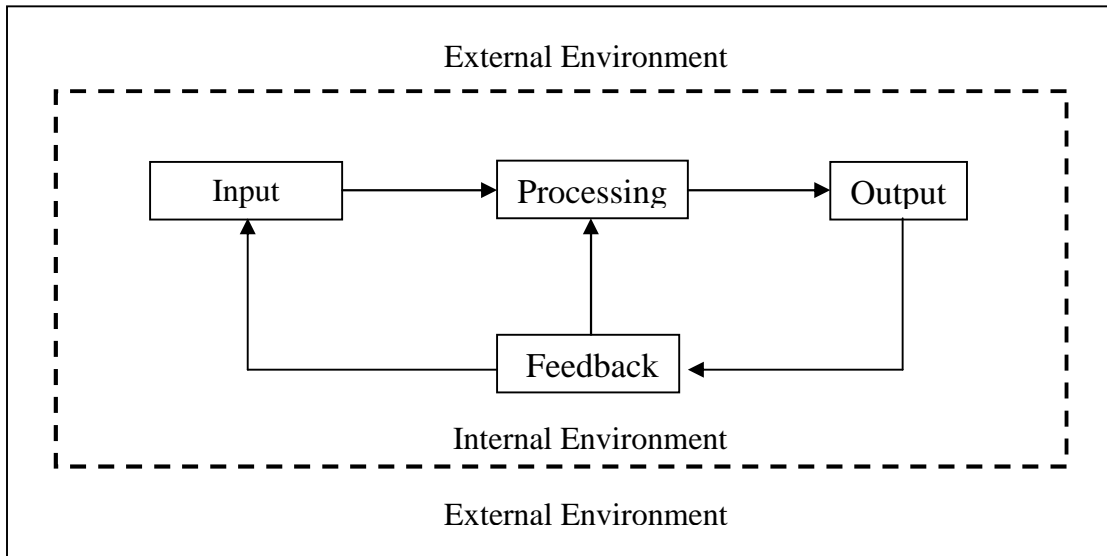 External Environment
Input
Processing
Output
Feedback
Internal Environment
External Environment